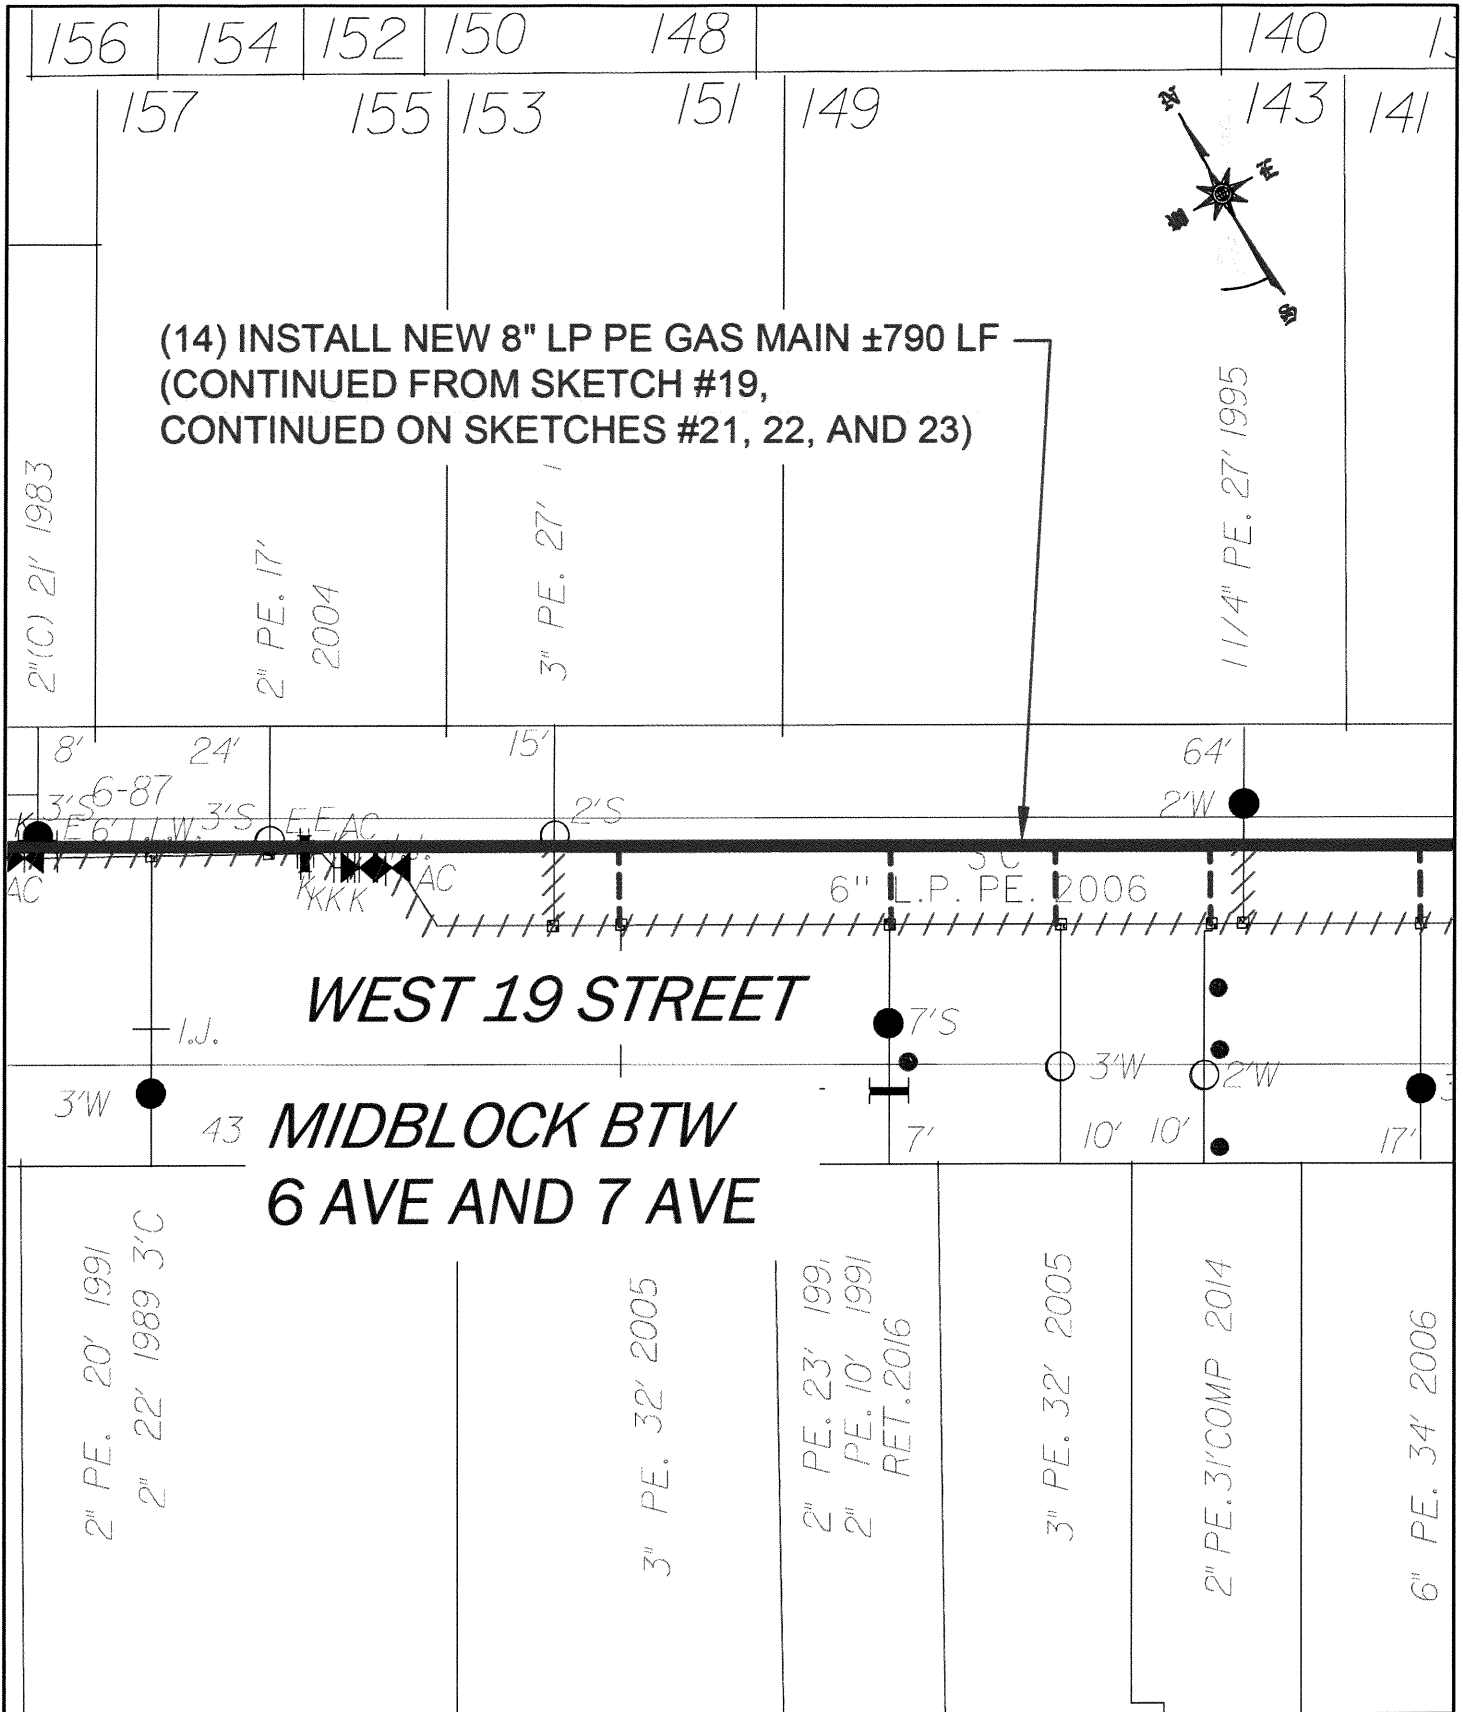 156 154 152 150 148 140
157 155 153 151 149 143 141
N
E
W
S
(14) INSTALL NEW 8" LP PE GAS MAIN ±790 LF
(CONTINUED FROM SKETCH #19,
CONTINUED ON SKETCHES #21, 22, AND 23)
2"(C) 21' 1983
2" PE. 17'
2004
3" PE. 27'
1 1/4" PE. 27' 1995
8' 24' 15' 64'
6-87
3'S 3'S 2'S 2'W
K E 6' E E AC
AC K K K K AC
3'C
6" L.P. PE. 2006
WEST 19 STREET
I.J. 7'S
3'W 2'W
3'W 43 7' 10' 10' 17'
MIDBLOCK BTW
6 AVE AND 7 AVE
2" PE. 20' 1991
2" 22' 1989 3'C
3" PE. 32' 2005
2" PE. 23' 1991
2" PE. 10' 1991
RET. 2016
3" PE. 32' 2005
2" PE. 31' COMP 2014
6" PE. 34' 2006